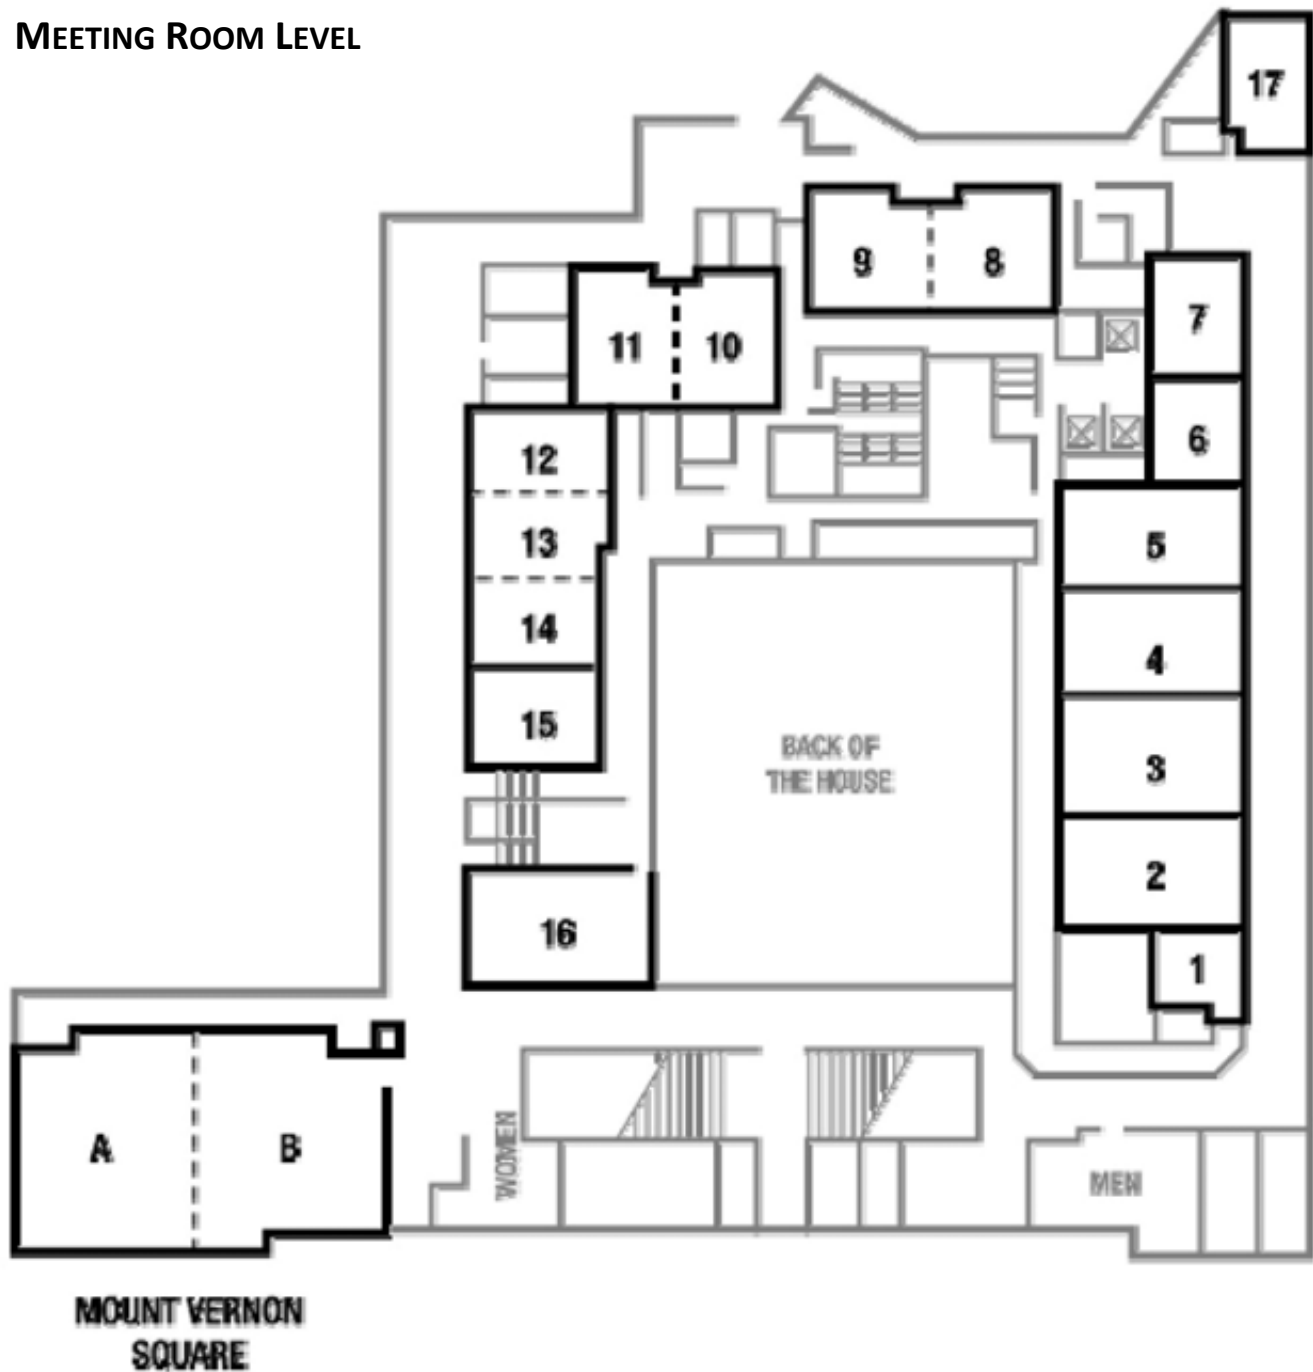 MEETING ROOM LEVEL
17
9
8
7
11
10
6
12
5
13
14
4
15
BACK OF
THE HOUSE
3
2
16
1
A
B
WOMEN
MEN
MOUNT VERNON
SQUARE